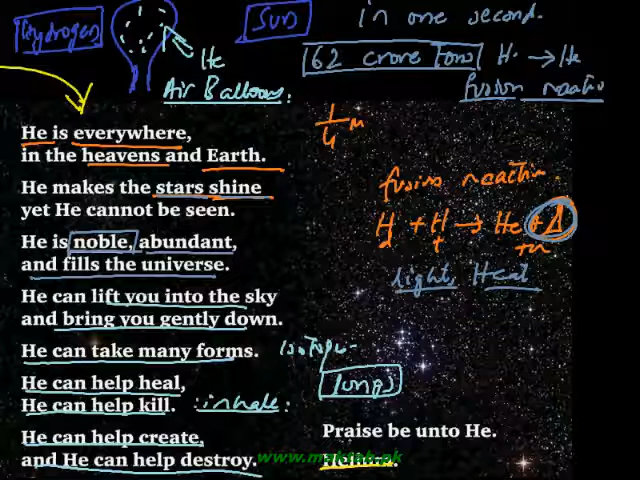 Hydrogen
He
Air Balloons.
Sun
in one second.
62 crore Tons H. → He
fusion reactio
He is everywhere,
in the heavens and Earth.
He makes the stars shine
yet He cannot be seen.
He is noble, abundant,
and fills the universe.
He can lift you into the sky
and bring you gently down.
He can take many forms.
He can help heal,
He can help kill. inhale.
He can help create,
and He can help destroy.
fusion reaction.
H + H → He + Δ
light, Heat
lungs
Praise be unto He.
Helium.
www.maktab.pk